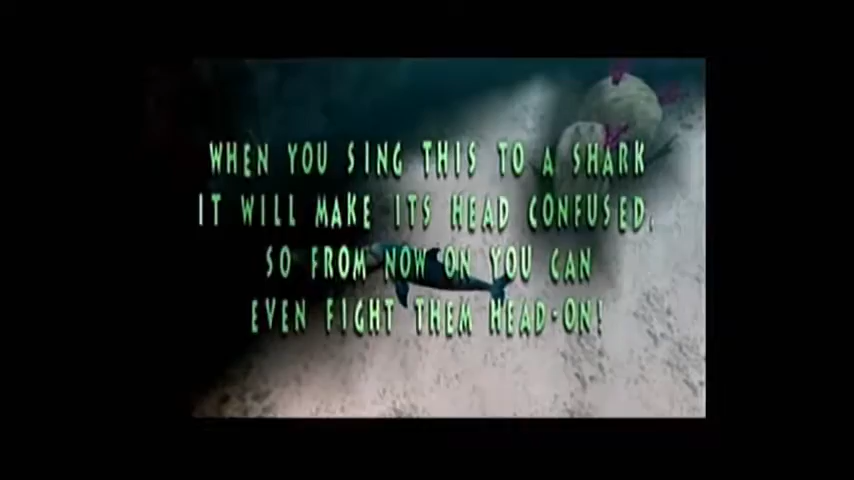 WHEN YOU SING THIS TO A SHARK
IT WILL MAKE ITS HEAD CONFUSED.
SO FROM NOW ON YOU CAN
EVEN FIGHT THEM HEAD-ON!